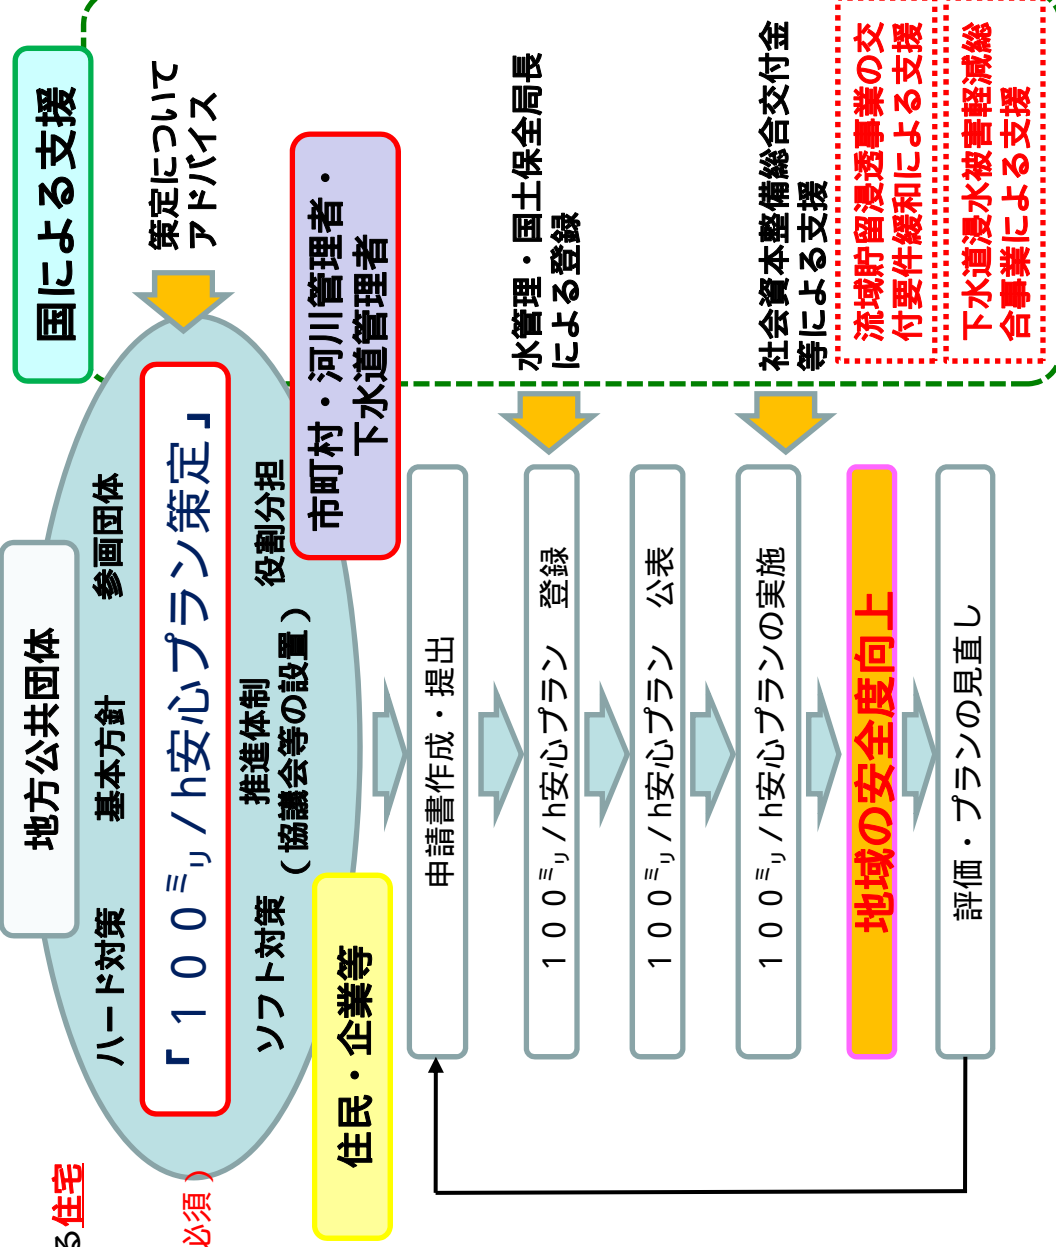 る住宅
必須）
地方公共団体
ハード対策
基本方針
参画団体
「１００㍉／h安心プラン策定」
ソフト対策
推進体制
（協議会等の設置）
役割分担
住民・企業等
市町村・河川管理者・
下水道管理者
国による支援
策定について
アドバイス
申請書作成・提出
１００㍉／h安心プラン　登録
水管理・国土保全局長
による登録
１００㍉／h安心プラン　公表
１００㍉／h安心プランの実施
社会資本整備総合交付金
等による支援
流域貯留浸透事業の交
付要件緩和による支援
下水道浸水被害軽減総
合事業による支援
地域の安全度向上
評価・プランの見直し